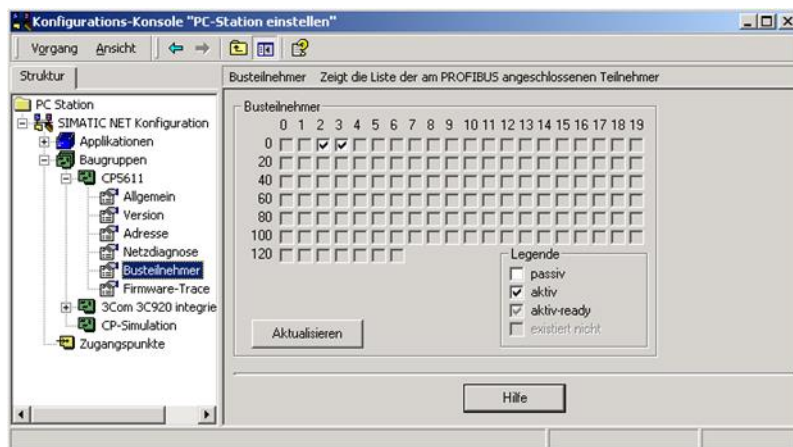 Konfigurations-Konsole "PC-Station einstellen"
Vorgang Ansicht
Struktur
Busteilnehmer Zeigt die Liste der am PROFIBUS angeschlossenen Teilnehmer
PC Station
SIMATIC NET Konfiguration
Applikationen
Baugruppen
CP5611
Allgemein
Version
Adresse
Netzdiagnose
Busteilnehmer
Firmware-Trace
3Com 3C920 integrie
CP-Simulation
Zugangspunkte
Busteilnehmer
0 1 2 3 4 5 6 7 8 9 10 11 12 13 14 15 16 17 18 19
0
20
40
60
80
100
120
Legende
passiv
aktiv
aktiv-ready
existiert nicht
Aktualisieren
Hilfe